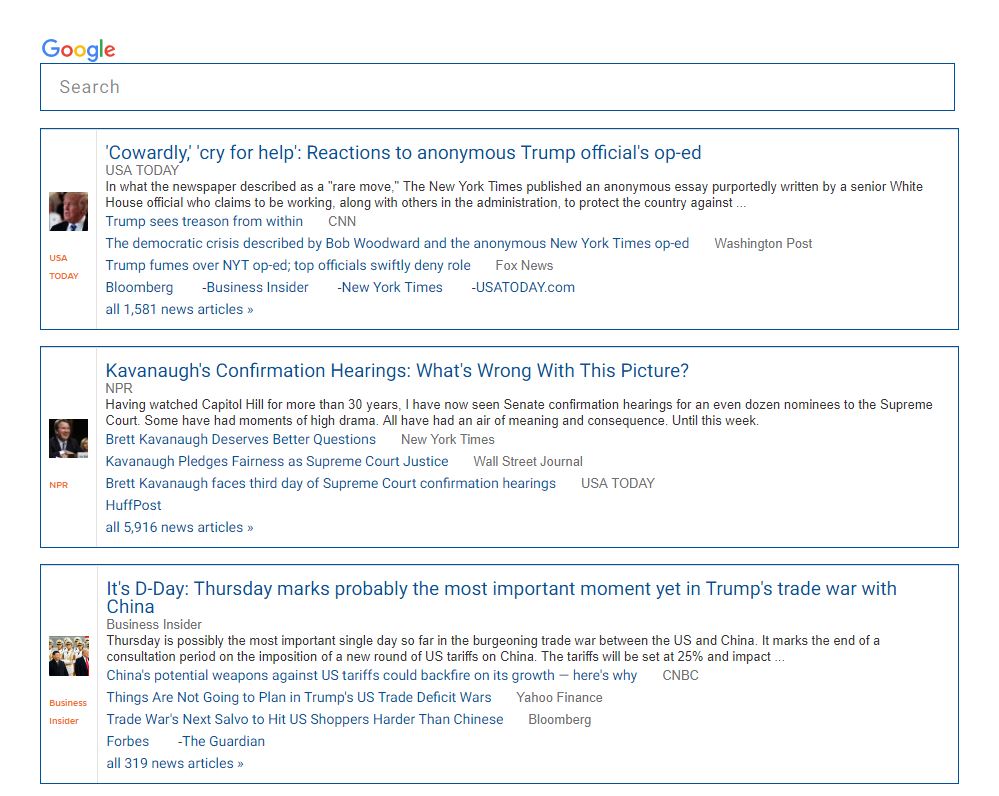 Google
Search
'Cowardly,' 'cry for help': Reactions to anonymous Trump official's op-ed
USA TODAY
In what the newspaper described as a "rare move," The New York Times published an anonymous essay purportedly written by a senior White
House official who claims to be working, along with others in the administration, to protect the country against ...
Trump sees treason from within CNN
The democratic crisis described by Bob Woodward and the anonymous New York Times op-ed Washington Post
Trump fumes over NYT op-ed; top officials swiftly deny role Fox News
Bloomberg -Business Insider -New York Times -USATODAY.com
all 1,581 news articles »
USA
TODAY
Kavanaugh's Confirmation Hearings: What's Wrong With This Picture?
NPR
Having watched Capitol Hill for more than 30 years, I have now seen Senate confirmation hearings for an even dozen nominees to the Supreme
Court. Some have had moments of high drama. All have had an air of meaning and consequence. Until this week.
Brett Kavanaugh Deserves Better Questions New York Times
Kavanaugh Pledges Fairness as Supreme Court Justice Wall Street Journal
Brett Kavanaugh faces third day of Supreme Court confirmation hearings USA TODAY
HuffPost
all 5,916 news articles »
NPR
It's D-Day: Thursday marks probably the most important moment yet in Trump's trade war with
China
Business Insider
Thursday is possibly the most important single day so far in the burgeoning trade war between the US and China. It marks the end of a
consultation period on the imposition of a new round of US tariffs on China. The tariffs will be set at 25% and impact ...
China's potential weapons against US tariffs could backfire on its growth — here's why CNBC
Things Are Not Going to Plan in Trump's US Trade Deficit Wars Yahoo Finance
Trade War's Next Salvo to Hit US Shoppers Harder Than Chinese Bloomberg
Forbes -The Guardian
all 319 news articles »
Business
Insider